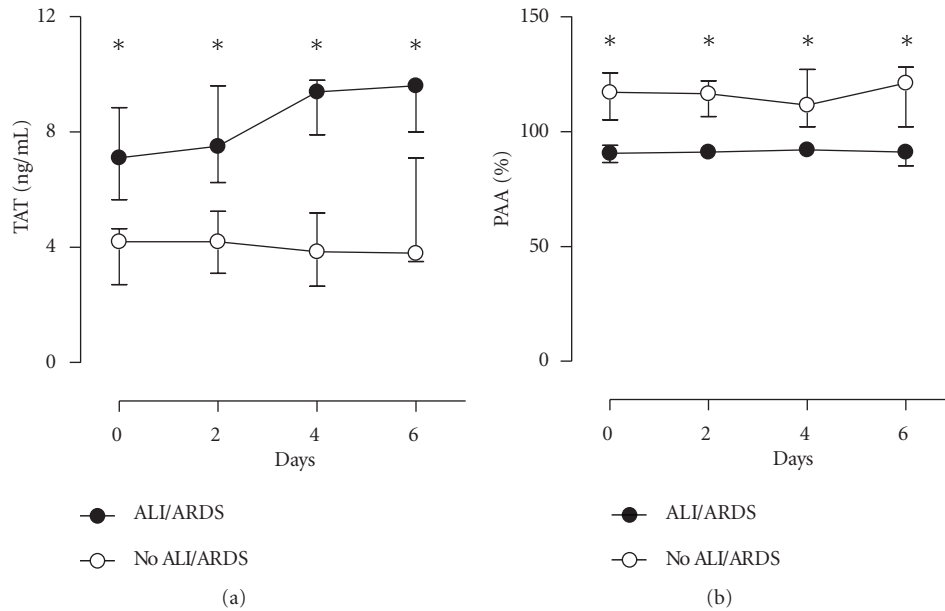 12
8
4
0
TAT (ng/mL)
* * * *
0 2 4 6
Days
ALI/ARDS
No ALI/ARDS
(a)
150
100
50
0
PAA (%)
* * * *
0 2 4 6
Days
ALI/ARDS
No ALI/ARDS
(b)